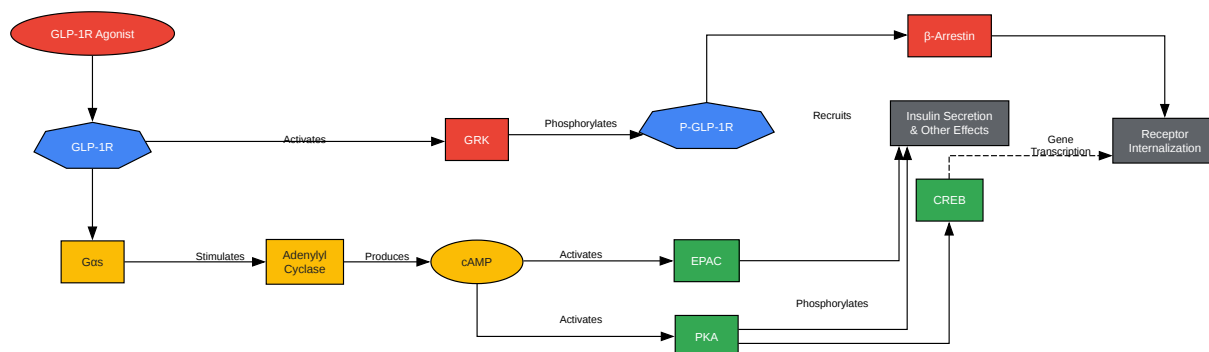 GLP-1R Agonist
β-Arrestin
Recruits
Insulin Secretion
& Other Effects
Receptor
Internalization
GLP-1R
Activates
GRK
Phosphorylates
P-GLP-1R
Gene
Transcription
CREB
Gαs
Stimulates
Adenylyl
Cyclase
Produces
cAMP
Activates
EPAC
Phosphorylates
Activates
PKA